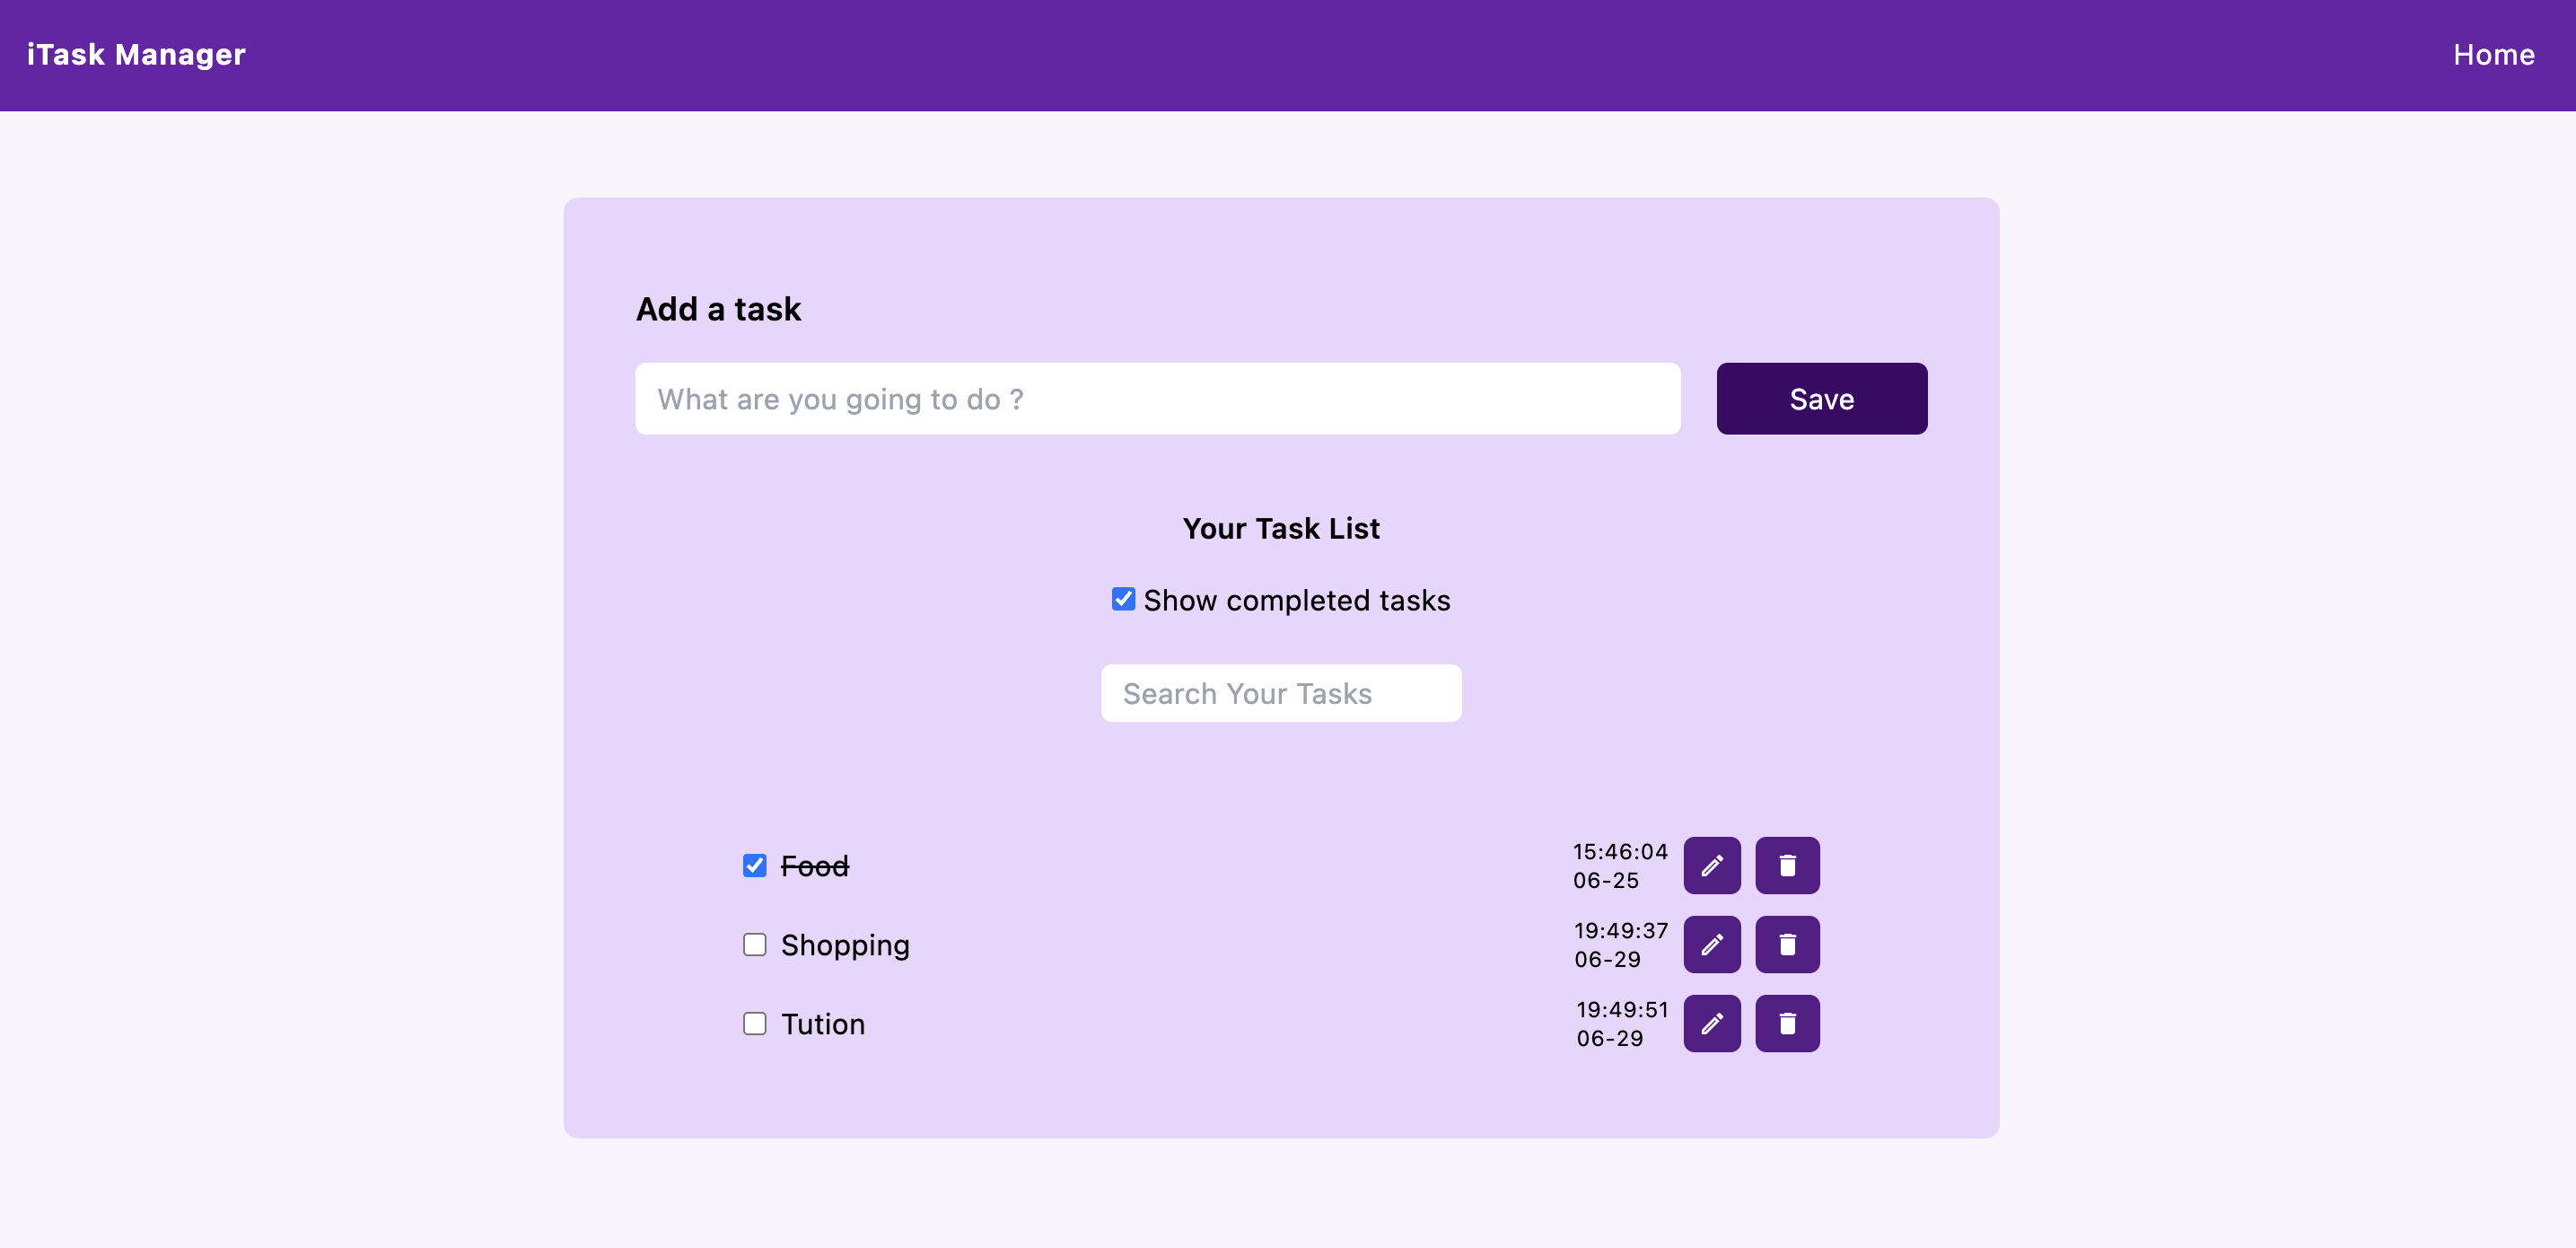 iTask Manager
Home
Add a task
What are you going to do ?
Save
Your Task List
Show completed tasks
Search Your Tasks
Food
15:46:04
06-25
Shopping
19:49:37
06-29
Tution
19:49:51
06-29